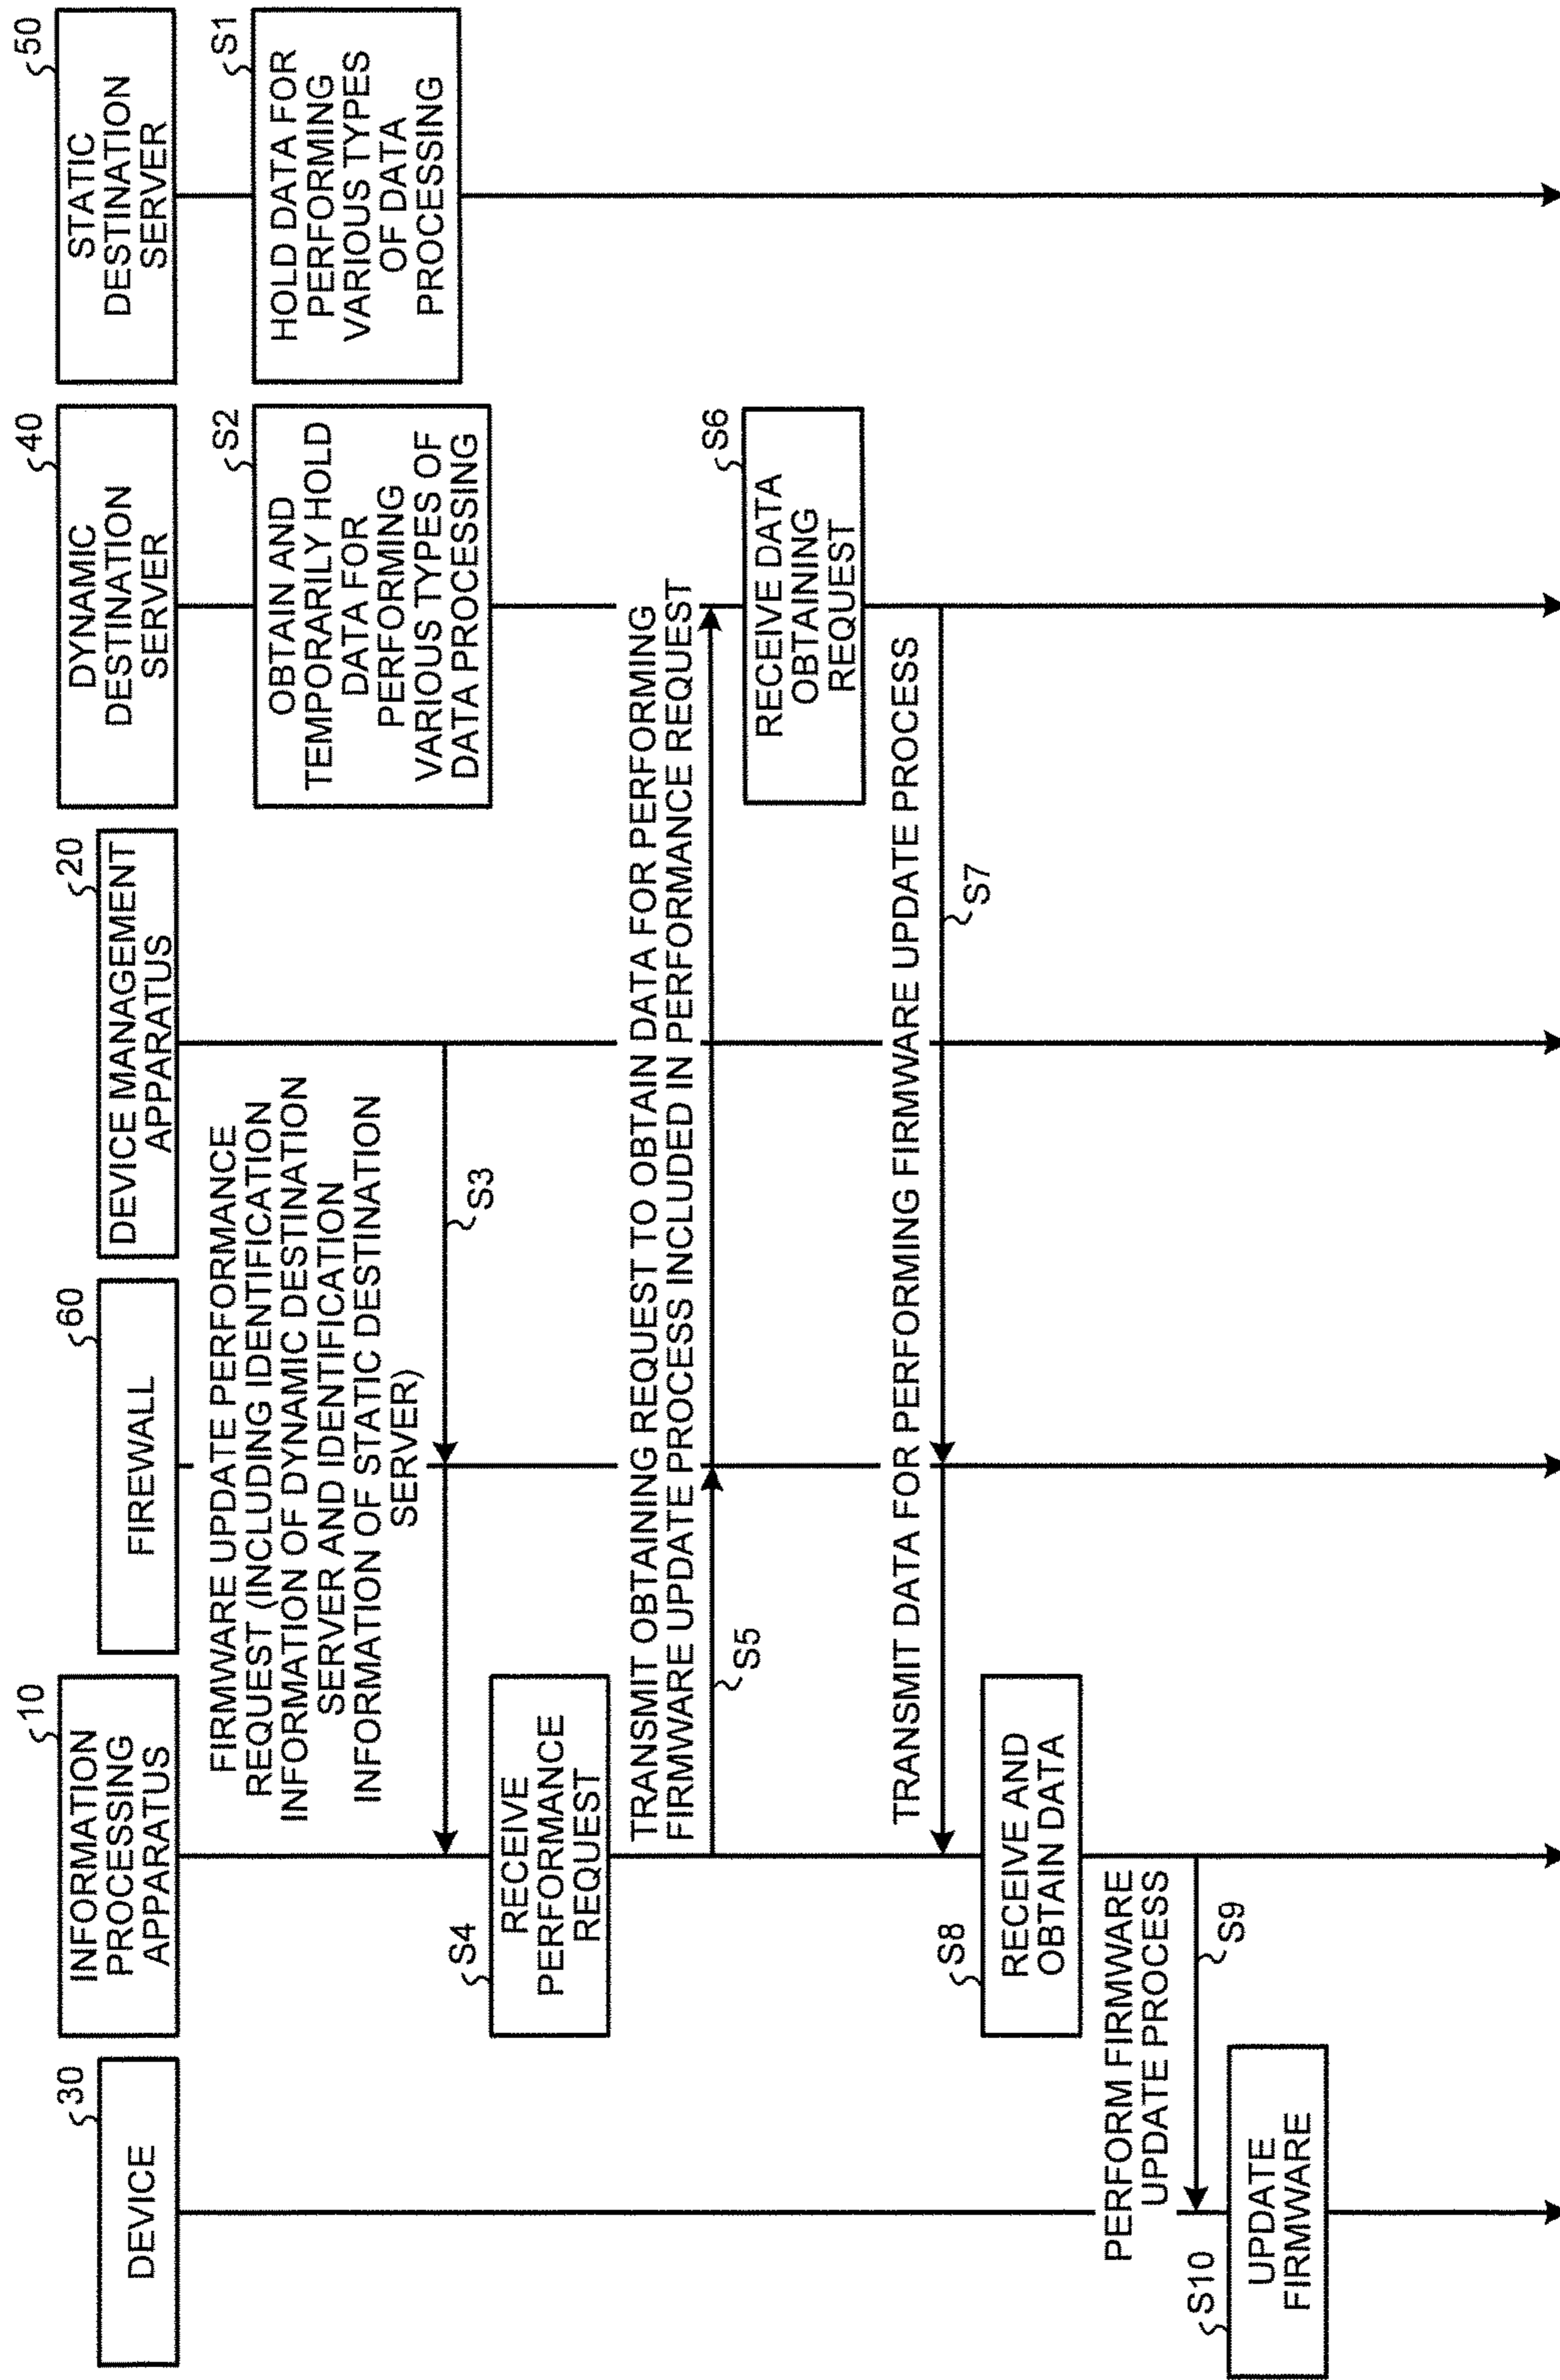 30
DEVICE
10
INFORMATION
PROCESSING
APPARATUS
60
FIREWALL
20
DEVICE MANAGEMENT
APPARATUS
40
DYNAMIC
DESTINATION
SERVER
50
STATIC
DESTINATION
SERVER
S1
HOLD DATA FOR
PERFORMING
VARIOUS TYPES
OF DATA
PROCESSING
S2
OBTAIN AND
TEMPORARILY HOLD
DATA FOR
PERFORMING
VARIOUS TYPES OF
DATA PROCESSING
FIRMWARE UPDATE PERFORMANCE
REQUEST (INCLUDING IDENTIFICATION
INFORMATION OF DYNAMIC DESTINATION
SERVER AND IDENTIFICATION
INFORMATION OF STATIC DESTINATION
SERVER)
S3
S4
RECEIVE
PERFORMANCE
REQUEST
TRANSMIT OBTAINING REQUEST TO OBTAIN DATA FOR PERFORMING
FIRMWARE UPDATE PROCESS INCLUDED IN PERFORMANCE REQUEST
S5
S6
RECEIVE DATA
OBTAINING
REQUEST
TRANSMIT DATA FOR PERFORMING FIRMWARE UPDATE PROCESS
S7
S8
RECEIVE AND
OBTAIN DATA
PERFORM FIRMWARE
UPDATE PROCESS
S9
S10
UPDATE
FIRMWARE